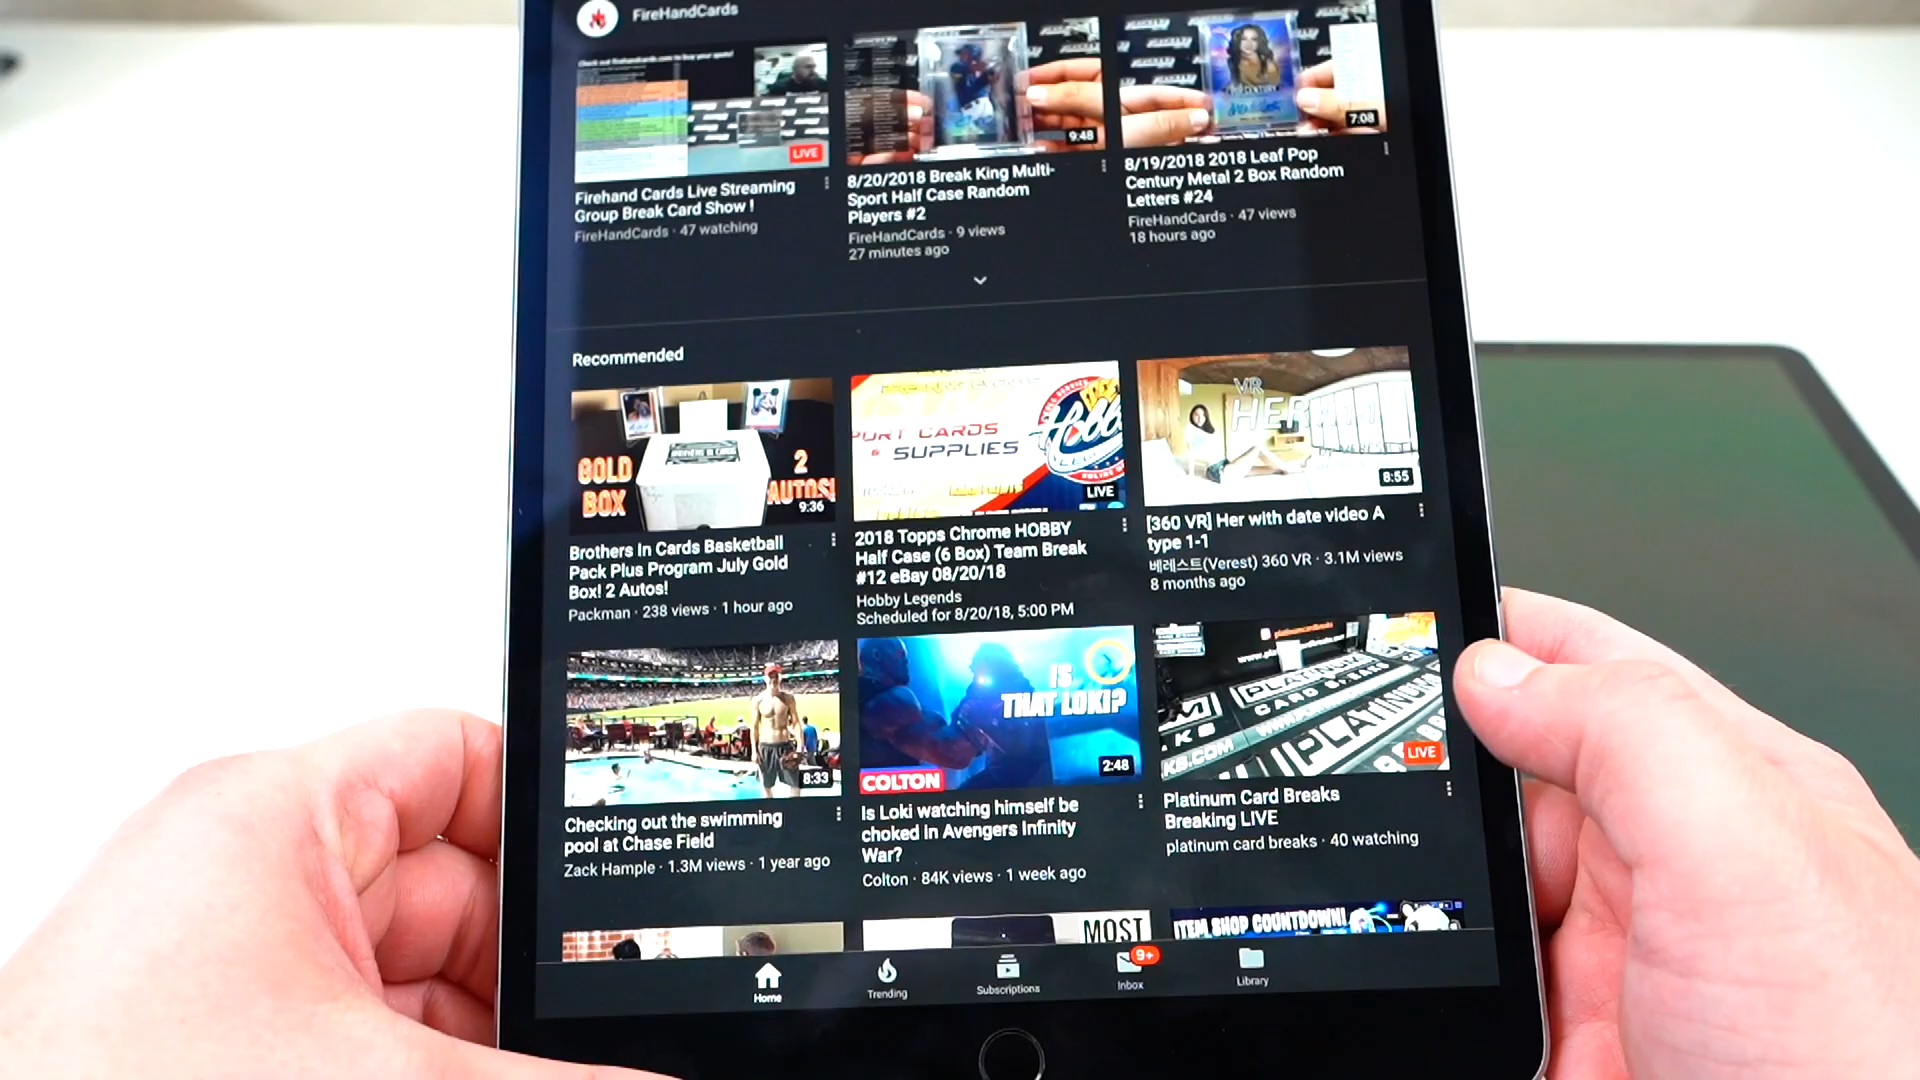 FireHandCards
LIVE
9:48
7:08
Firehand Cards Live Streaming
Group Break Card Show !
FireHandCards · 47 watching
8/20/2018 Break King Multi-
Sport Half Case Random
Players #2
FireHandCards · 9 views
27 minutes ago
8/19/2018 2018 Leaf Pop
Century Metal 2 Box Random
Letters #24
FireHandCards · 47 views
18 hours ago
Recommended
GOLD
BOX
2
AUTOS!
9:36
PORT CARDS
& SUPPLIES
LIVE
VR
HER
8:55
Brothers In Cards Basketball
Pack Plus Program July Gold
Box! 2 Autos!
Packman · 238 views · 1 hour ago
2018 Topps Chrome HOBBY
Half Case (6 Box) Team Break
#12 eBay 08/20/18
Hobby Legends
Scheduled for 8/20/18, 5:00 PM
[360 VR] Her with date video A
type 1-1
베레스트(Verest) 360 VR · 3.1M views
8 months ago
8:33
IS
THAT LOKI?
COLTON
2:48
CARD BREAKS
LIVE
Checking out the swimming
pool at Chase Field
Zack Hample · 1.3M views · 1 year ago
Is Loki watching himself be
choked in Avengers Infinity
War?
Colton · 84K views · 1 week ago
Platinum Card Breaks
Breaking LIVE
platinum card breaks · 40 watching
MOST
ITEM SHOP COUNTDOWN!
Home
Trending
Subscriptions
9+
Inbox
Library